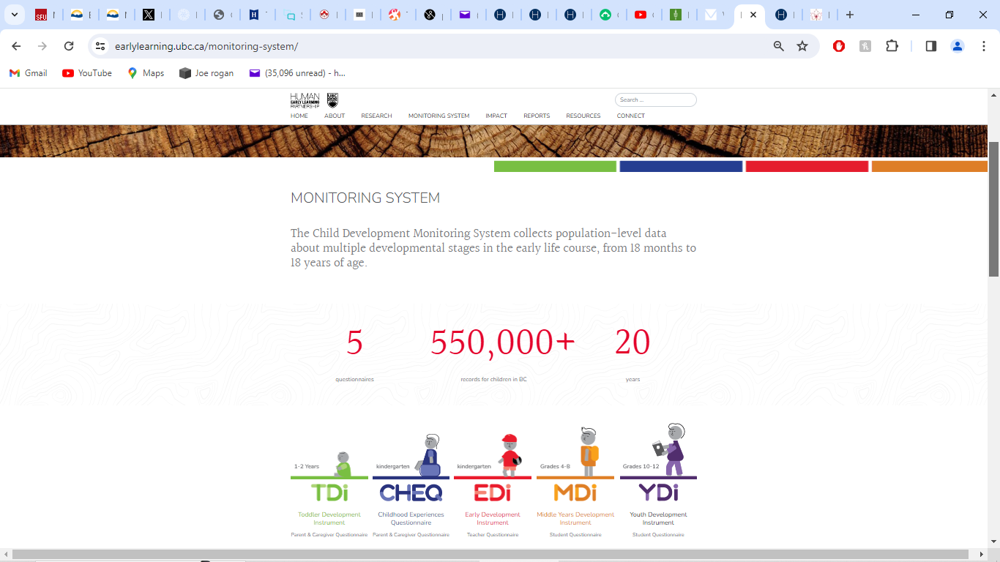 SFU
earlylearning.ubc.ca/monitoring-system/
Gmail YouTube Maps Joe rogan (35,096 unread) - h...
HUMAN
EARLY LEARNING
PARTNERSHIP
UBC
Search ...
HOME ABOUT RESEARCH MONITORING SYSTEM IMPACT REPORTS RESOURCES CONNECT
MONITORING SYSTEM
The Child Development Monitoring System collects population-level data
about multiple developmental stages in the early life course, from 18 months to
18 years of age.
5 550,000+ 20
questionnaires records for children in BC years
1-2 Years kindergarten kindergarten Grades 4-8 Grades 10-12
TDi CHEQ EDi MDi YDi
Toddler Development Childhood Experiences Early Development Middle Years Development Youth Development
Instrument Questionnaire Instrument Instrument Instrument
Parent & Caregiver Questionnaire Parent & Caregiver Questionnaire Teacher Questionnaire Student Questionnaire Student Questionnaire